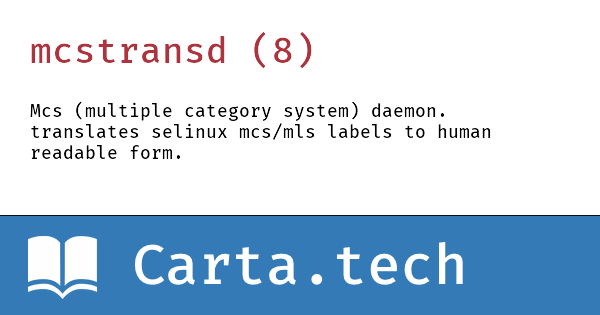 mcstransd (8)
Mcs (multiple category system) daemon.
translates selinux mcs/mls labels to human
readable form.
Carta.tech